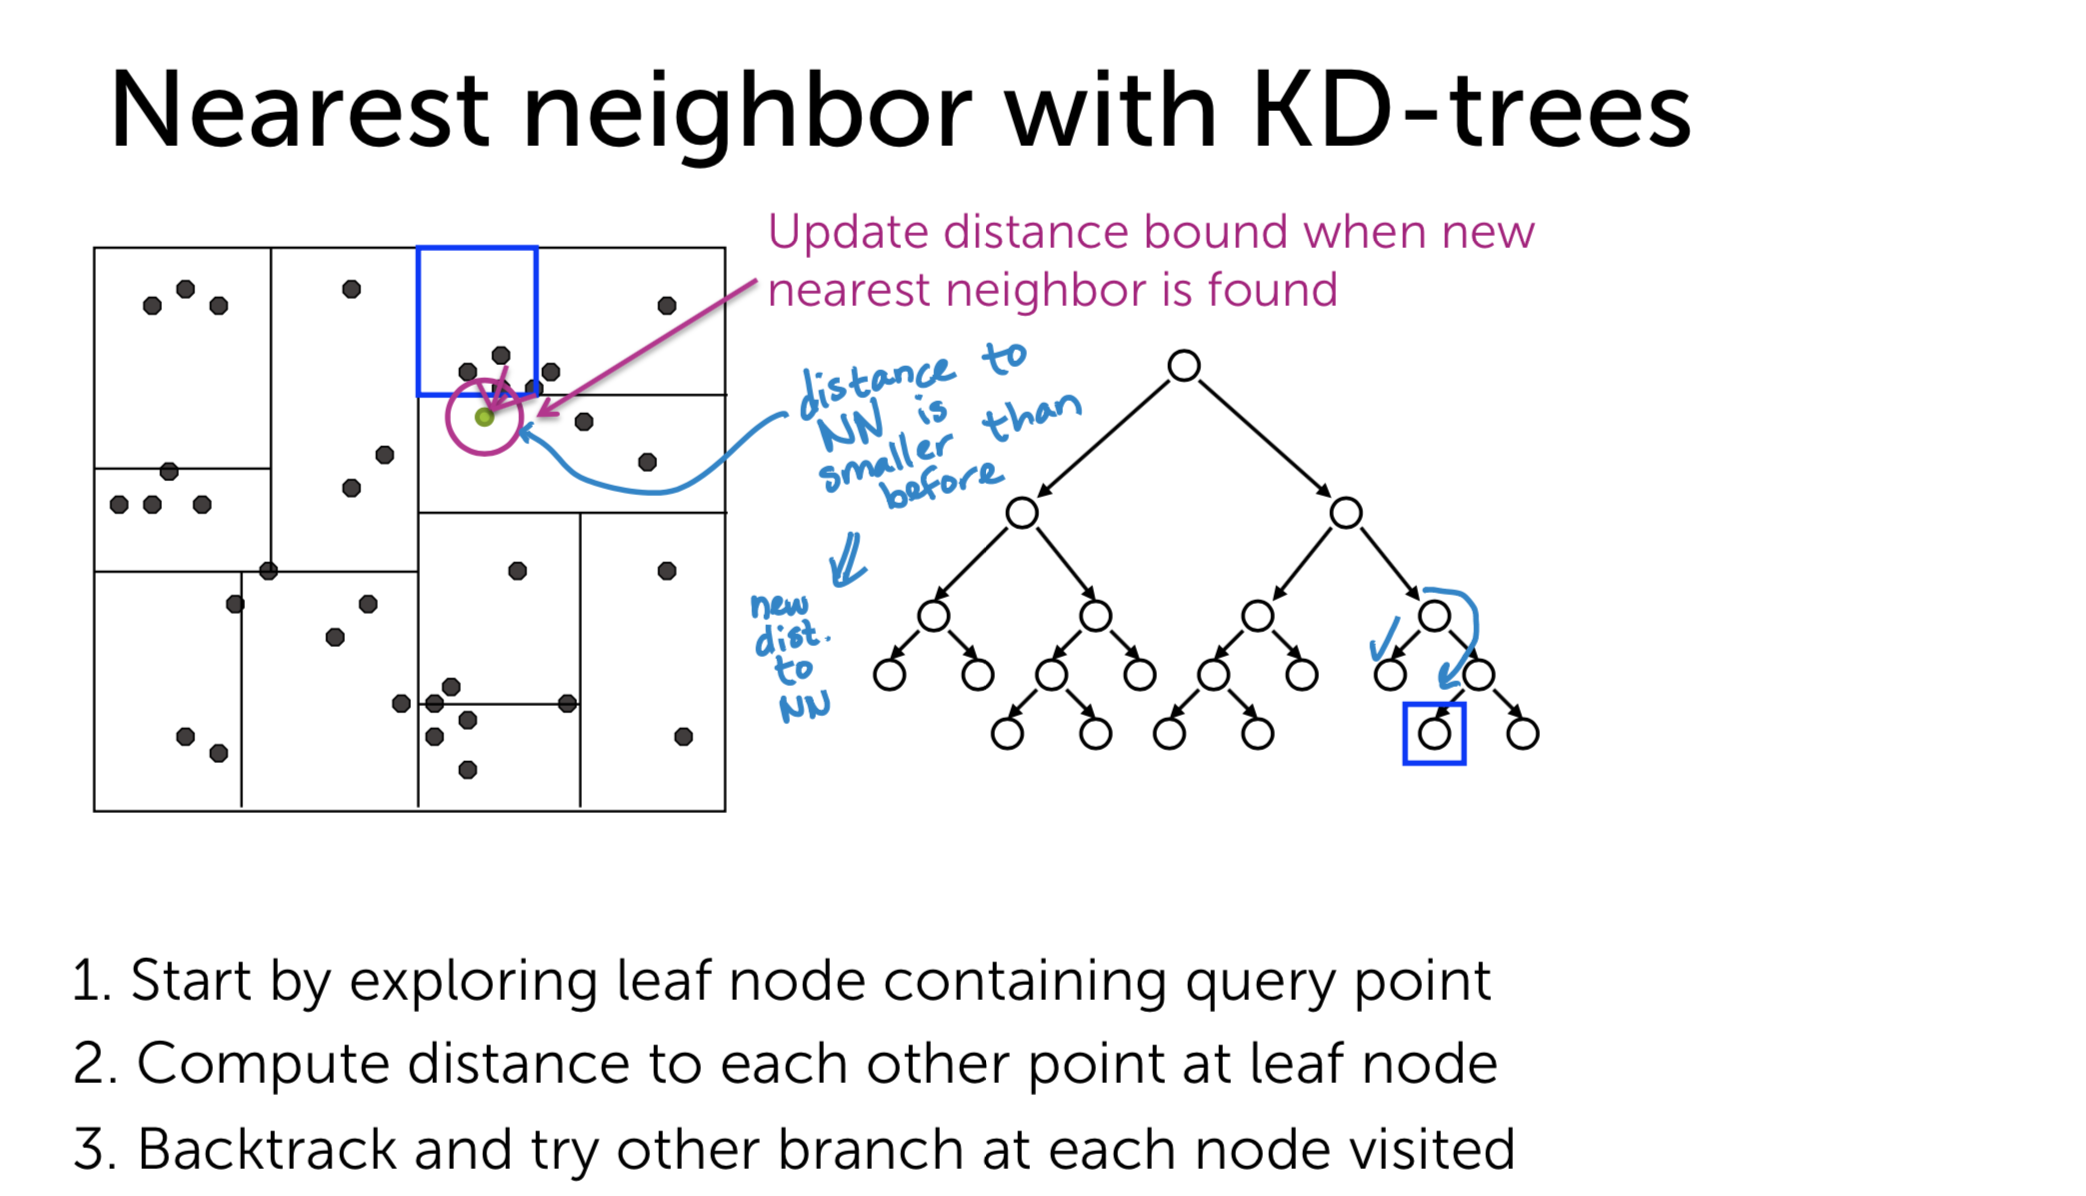 Nearest neighbor with KD-trees
Update distance bound when new
nearest neighbor is found
distance to
NN is
smaller than
before
new
dist.
to
NN
1. Start by exploring leaf node containing query point
2. Compute distance to each other point at leaf node
3. Backtrack and try other branch at each node visited